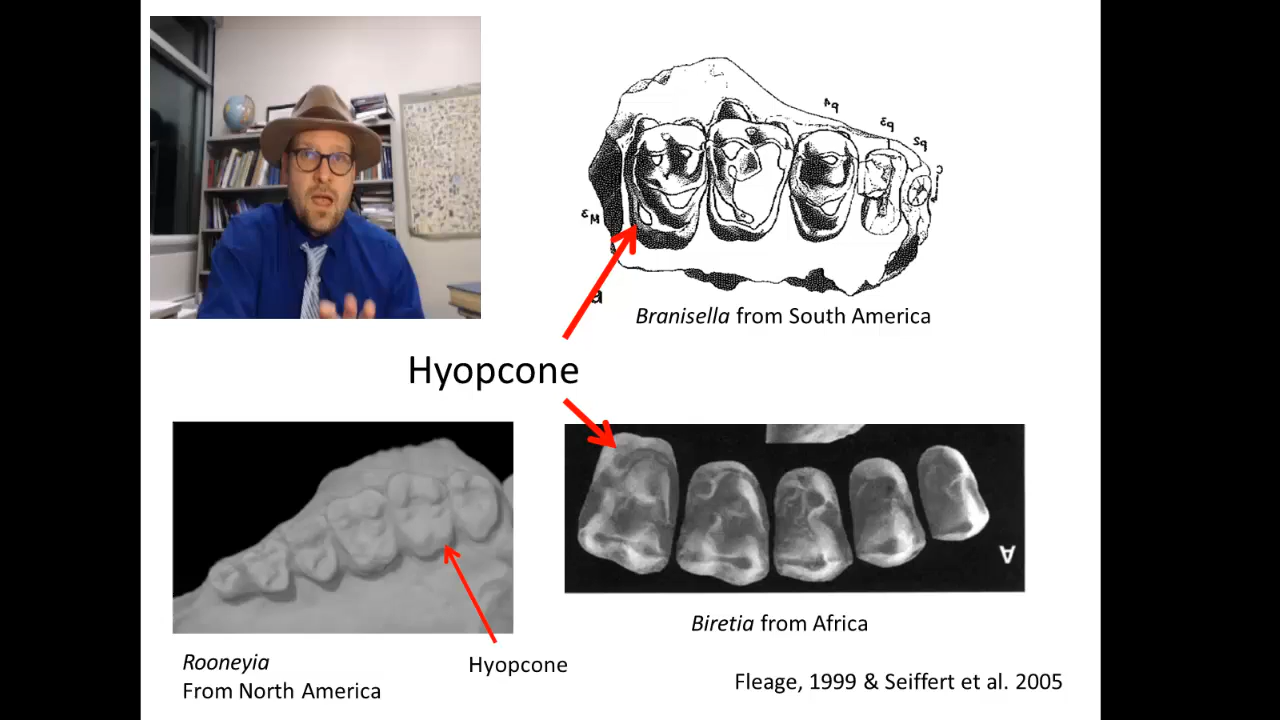 Branisella from South America
Hyopcone
Biretia from Africa
Rooneyia
From North America
Hyopcone
Fleage, 1999 & Seiffert et al. 2005
a
A